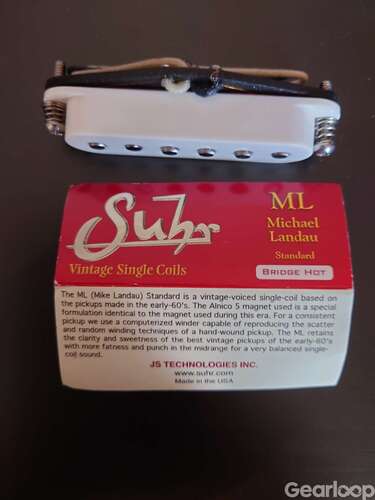 Suhr
Vintage Single Coils
ML
Michael
Landau
Standard
BRIDGE HOT
The ML (Mike Landau) Standard is a vintage-voiced single-coil based on
the pickups made in the early-60's. The Alnico 5 magnet used is a special
formulation identical to the magnet used during this era. For a consistent
pickup we use a computerized winder capable of reproducing the scatter
and random winding techniques of a hand-wound pickup. The ML retains
the clarity and sweetness of the best vintage pickups of the early-60's
with more fatness and punch in the midrange for a very balanced single-
coil sound.
JS TECHNOLOGIES INC.
www.suhr.com
Made in the USA
Gearloop